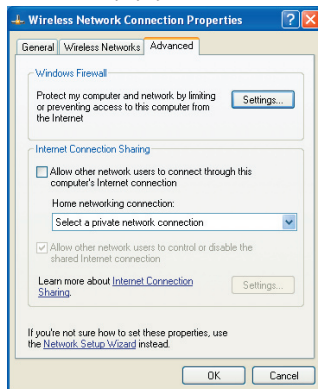 Wireless Network Connection Properties
General Wireless Networks Advanced
Windows Firewall
Protect my computer and network by limiting
or preventing access to this computer from
the Internet
Settings...
Internet Connection Sharing
Allow other network users to connect through this
computer's Internet connection
Home networking connection:
Select a private network connection
Allow other network users to control or disable the
shared Internet connection
Learn more about Internet Connection
Sharing.
Settings...
If you're not sure how to set these properties, use
the Network Setup Wizard instead.
OK Cancel